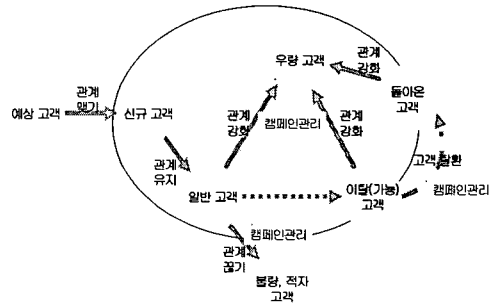 우량 고객
관계
강화
돌아온
고객
관계
맺기
예상 고객
신규 고객
관계
강화
캠페인관리
관계
강화
관계
유지
고객
캠페인관리
일반 고객
이탈(가능)
고객
캠페인관리
관계
끊기
불량, 적자
고객